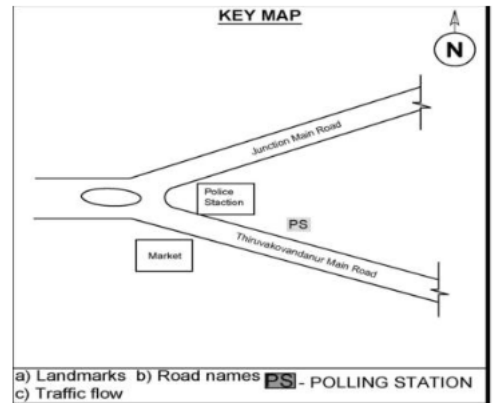 KEY MAP
N
Junction Main Road
Police
Staction
PS
Thiruvakovandanur Main Road
Market
a) Landmarks b) Road names PS - POLLING STATION
c) Traffic flow